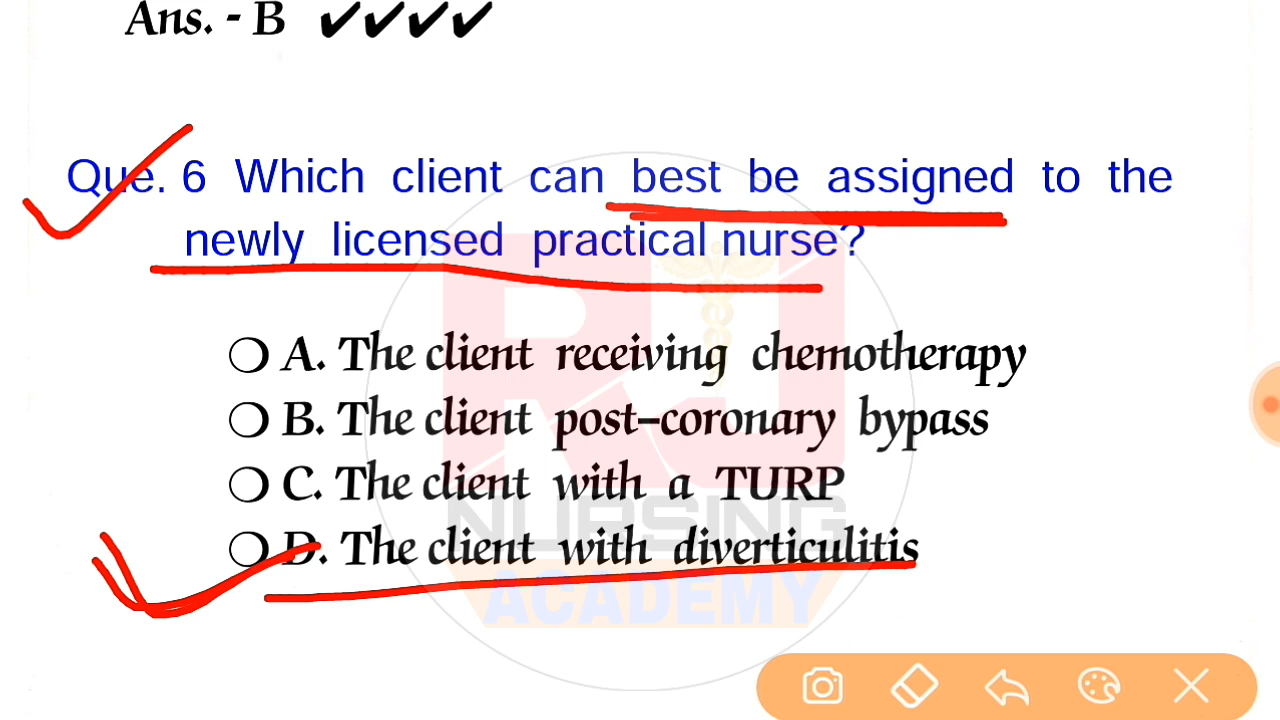 Ans. - B ✔✔✔✔
Que. 6 Which client can best be assigned to the
newly licensed practical nurse?
A. The client receiving chemotherapy
B. The client post–coronary bypass
C. The client with a TURP
D. The client with diverticulitis
RJ
NURSING
ACADEMY